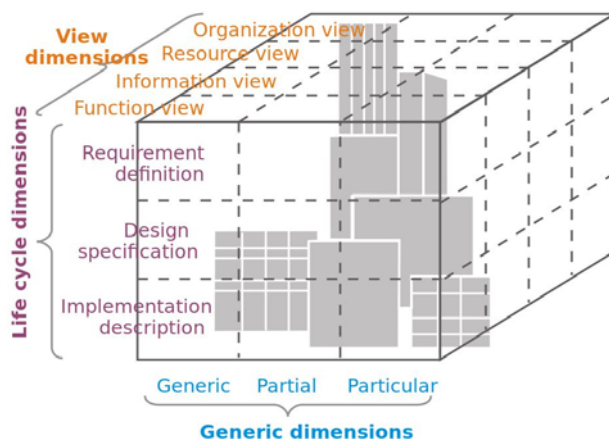 View
dimensions
Organization view
Resource view
Information view
Function view
Life cycle dimensions
Requirement
definition
Design
specification
Implementation
description
Generic Partial Particular
Generic dimensions